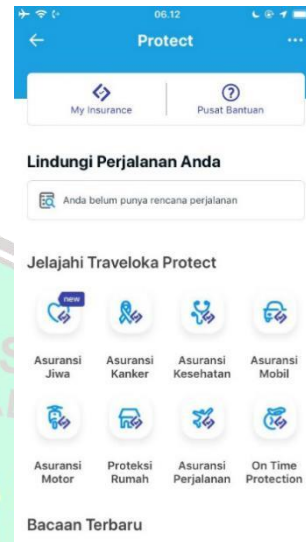 06.12
Protect
My Insurance
Pusat Bantuan
Lindungi Perjalanan Anda
Anda belum punya rencana perjalanan
Jelajahi Traveloka Protect
new
Asuransi Jiwa
Asuransi Kanker
Asuransi Kesehatan
Asuransi Mobil
Asuransi Motor
Proteksi Rumah
Asuransi Perjalanan
On Time Protection
Bacaan Terbaru